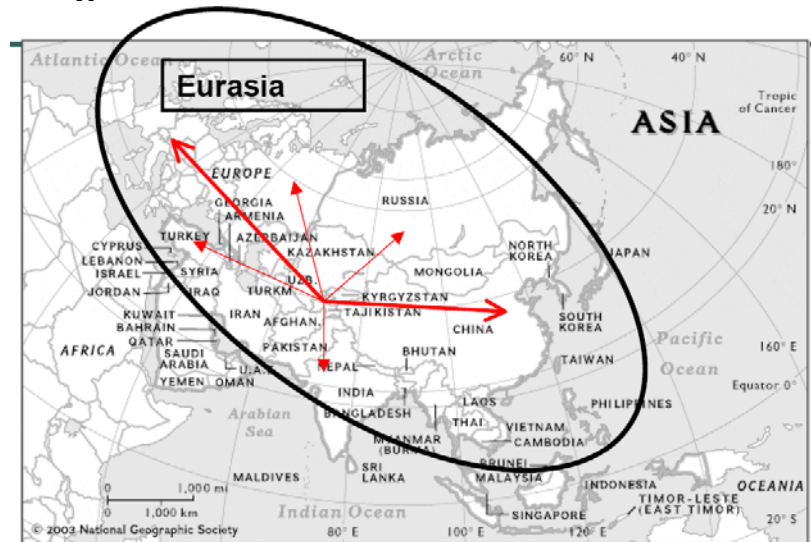 Eurasia
Atlantic Ocean
Arctic
Ocean
60° N
40° N
Tropic
of Cancer
ASIA
180°
20° N
EUROPE
RUSSIA
GEORGIA
ARMENIA
TURKEY
AZERBAIJAN
KAZAKHSTAN
CYPRUS
LEBANON
ISRAEL
JORDAN
SYRIA
IRAQ
UZB.
TURKM.
KYRGYZSTAN
TAJIKISTAN
MONGOLIA
NORTH
KOREA
JAPAN
KUWAIT
BAHRAIN
QATAR
IRAN
AFGHAN.
CHINA
SOUTH
KOREA
AFRICA
SAUDI
ARABIA
U.A.E.
PAKISTAN
NEPAL
BHUTAN
TAIWAN
Pacific
Ocean
160° E
YEMEN
OMAN
INDIA
BANGLADESH
LAOS
THAI.
VIETNAM
CAMBODIA
PHILIPPINES
Equator 0°
Arabian
Sea
MYANMAR
(BURMA)
SRI
LANKA
MALDIVES
BRUNEI
MALAYSIA
INDONESIA
OCEANIA
SINGAPORE
TIMOR-LESTE
(EAST TIMOR)
0 1,000 mi
0 1,000 km
Indian Ocean
© 2003 National Geographic Society
80° E
100° E
120° E
20° S